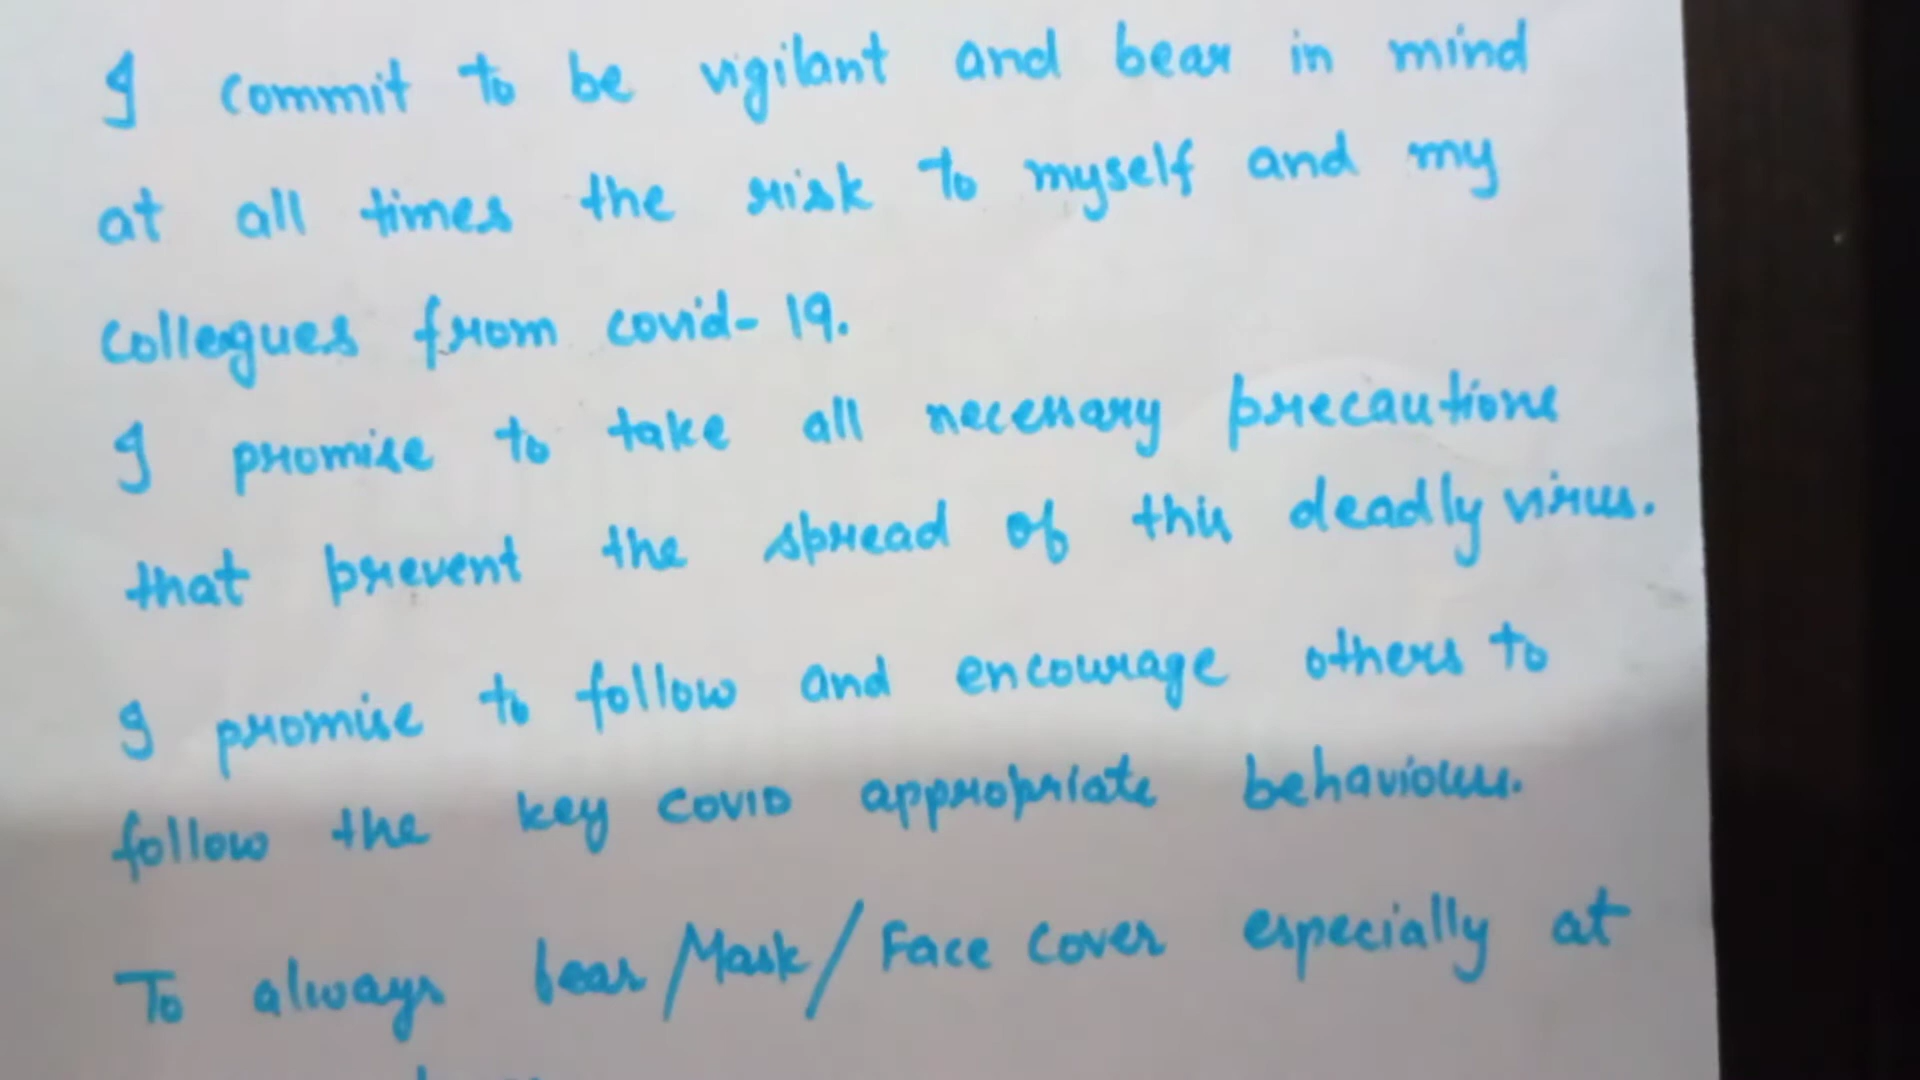 I commit to be vigilant and bear in mind
at all times the risk to myself and my
collegues from covid-19.
I promise to take all necessary precautions
that prevent the spread of this deadly virus.
I promise to follow and encourage others to
follow the key COVID appropriate behaviours.
To always bear/Mask/Face Cover especially at